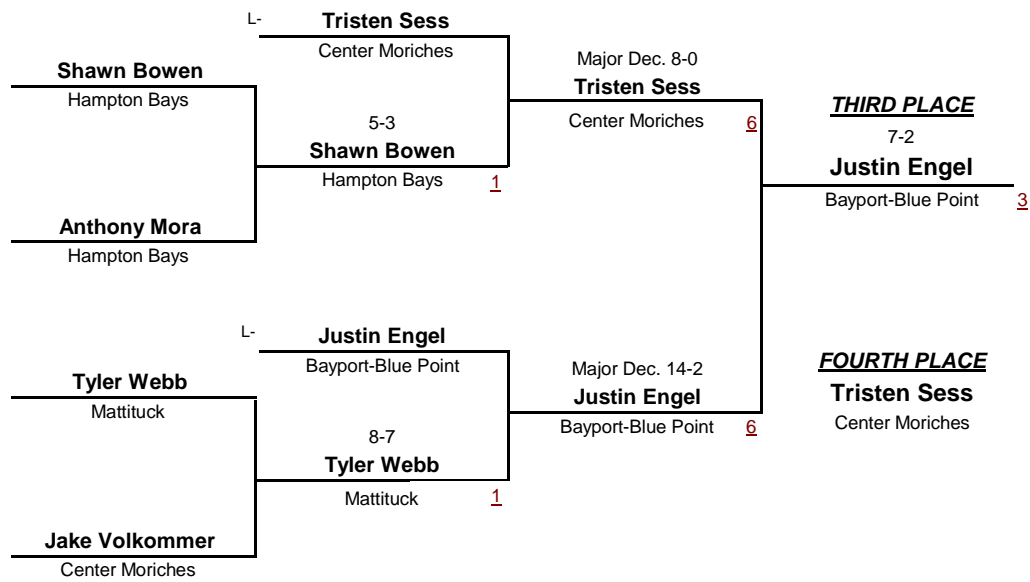 L-
Tristen Sess
Center Moriches
Shawn Bowen
Hampton Bays
5-3
Shawn Bowen
Hampton Bays 1
Anthony Mora
Hampton Bays
Major Dec. 8-0
Tristen Sess
Center Moriches 6
THIRD PLACE
7-2
Justin Engel
Bayport-Blue Point 3
L-
Justin Engel
Bayport-Blue Point
Tyler Webb
Mattituck
8-7
Tyler Webb
Mattituck 1
Jake Volkommer
Center Moriches
Major Dec. 14-2
Justin Engel
Bayport-Blue Point 6
FOURTH PLACE
Tristen Sess
Center Moriches